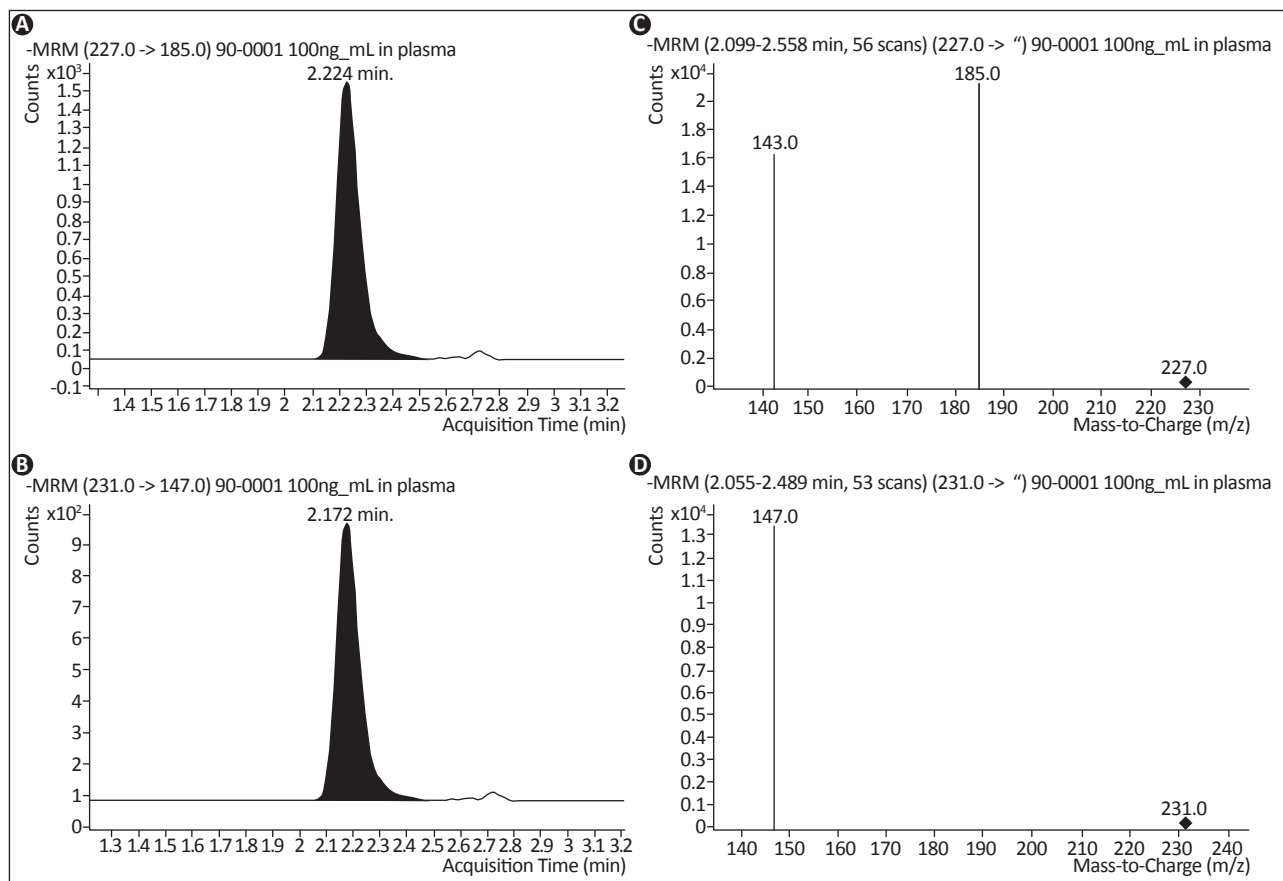 A
-MRM (227.0 -> 185.0) 90-0001 100ng_mL in plasma
x10³
Counts
2.224 min.
1.5
1.3
1.2
1.1
1
0.9
0.8
0.7
0.6
0.5
0.4
0.3
0.2
0.1
0
-0.1
1.4 1.5 1.6 1.7 1.8 1.9 2 2.1 2.2 2.3 2.4 2.5 2.6 2.7 2.8 2.9 3 3.1 3.2
Acquisition Time (min)
C
-MRM (2.099-2.558 min, 56 scans) (227.0 -> “) 90-0001 100ng_mL in plasma
x10⁴
Counts
185.0
143.0
227.0
2
1.8
1.6
1.4
1.2
1
0.8
0.6
0.4
0.2
0
140 150 160 170 180 190 200 210 220 230
Mass-to-Charge (m/z)
B
-MRM (231.0 -> 147.0) 90-0001 100ng_mL in plasma
x10²
Counts
2.172 min.
9
8
7
6
5
4
3
2
1
0
1.3 1.4 1.5 1.6 1.7 1.8 1.9 2 2.1 2.2 2.3 2.4 2.5 2.6 2.7 2.8 2.9 3 3.1 3.2
Acquisition Time (min)
D
-MRM (2.055-2.489 min, 53 scans) (231.0 -> “) 90-0001 100ng_mL in plasma
x10⁴
Counts
147.0
231.0
1.3
1.2
1.1
1
0.9
0.8
0.7
0.6
0.5
0.4
0.3
0.2
0.1
0
140 150 160 170 180 190 200 210 220 230 240
Mass-to-Charge (m/z)